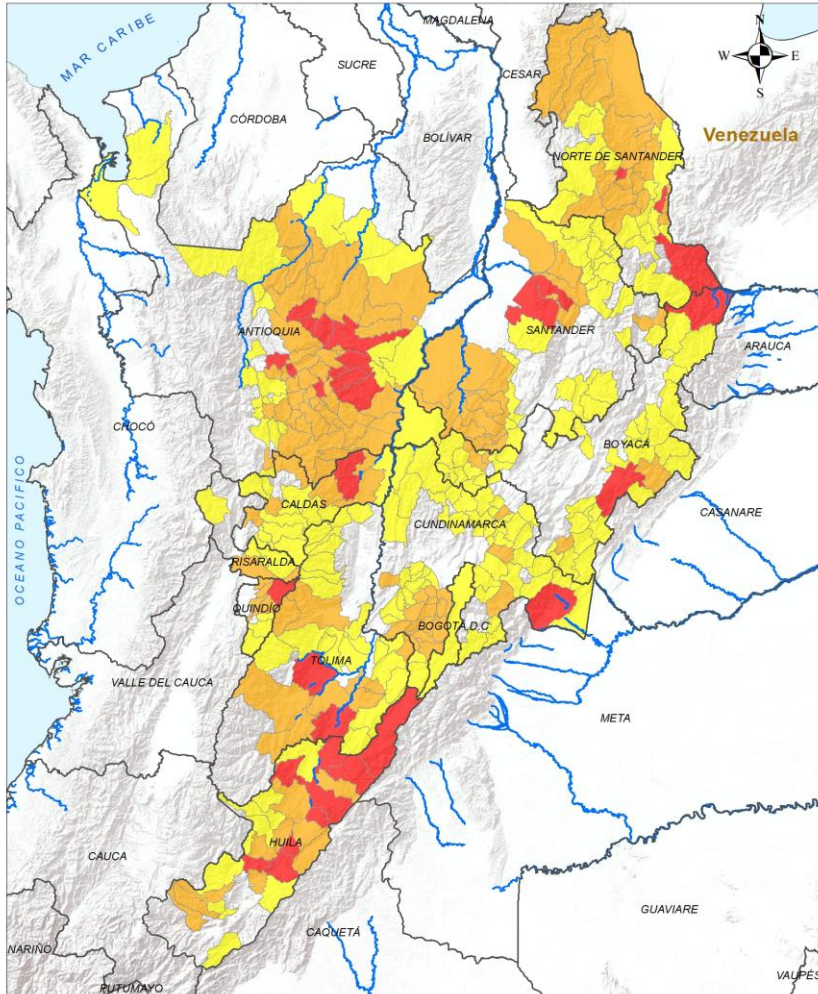 MAGDALENA
MAR CARIBE
N
W E
S
SUCRE
CESAR
CÓRDOBA
BOLÍVAR
Venezuela
NORTE DE SANTANDER
ANTIOQUIA
SANTANDER
ARAUCA
CHOCÓ
BOYACÁ
OCEANO PACIFICO
CALDAS
CUNDINAMARCA
CASANARE
RISARALDA
QUINDÍO
BOGOTÁ,D.C
TOLIMA
VALLE DEL CAUCA
META
HUILA
CAUCA
GUAVIARE
CAQUETÁ
NARIÑO
PUTUMAYO
VAUPÉS